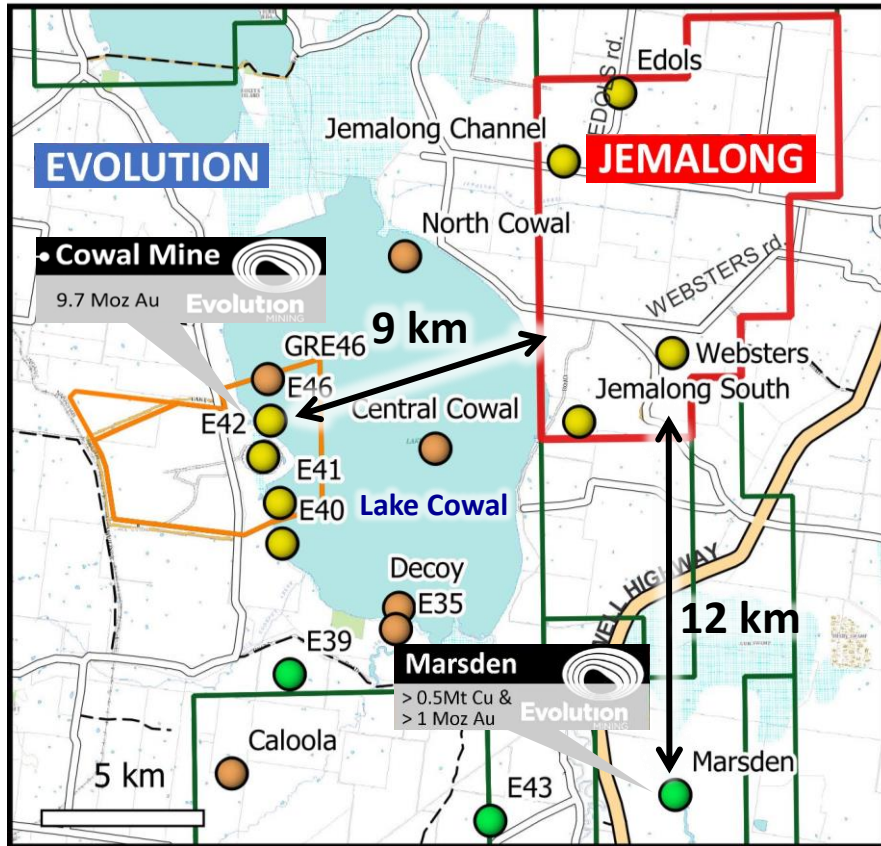 Edols
EDOLS rd.
Jemalong Channel
EVOLUTION
JEMALONG
North Cowal
Cowal Mine
9.7 Moz Au
Evolution
MINING
WEBSTERS rd.
9 km
GRE46
Websters
E46
Jemalong South
E42
Central Cowal
E41
Lake Cowal
E40
Decoy
E35
12 km
E39
Marsden
> 0.5Mt Cu &
> 1 Moz Au
Evolution
MINING
Caloola
Marsden
5 km
E43
WELL HIGHWAY